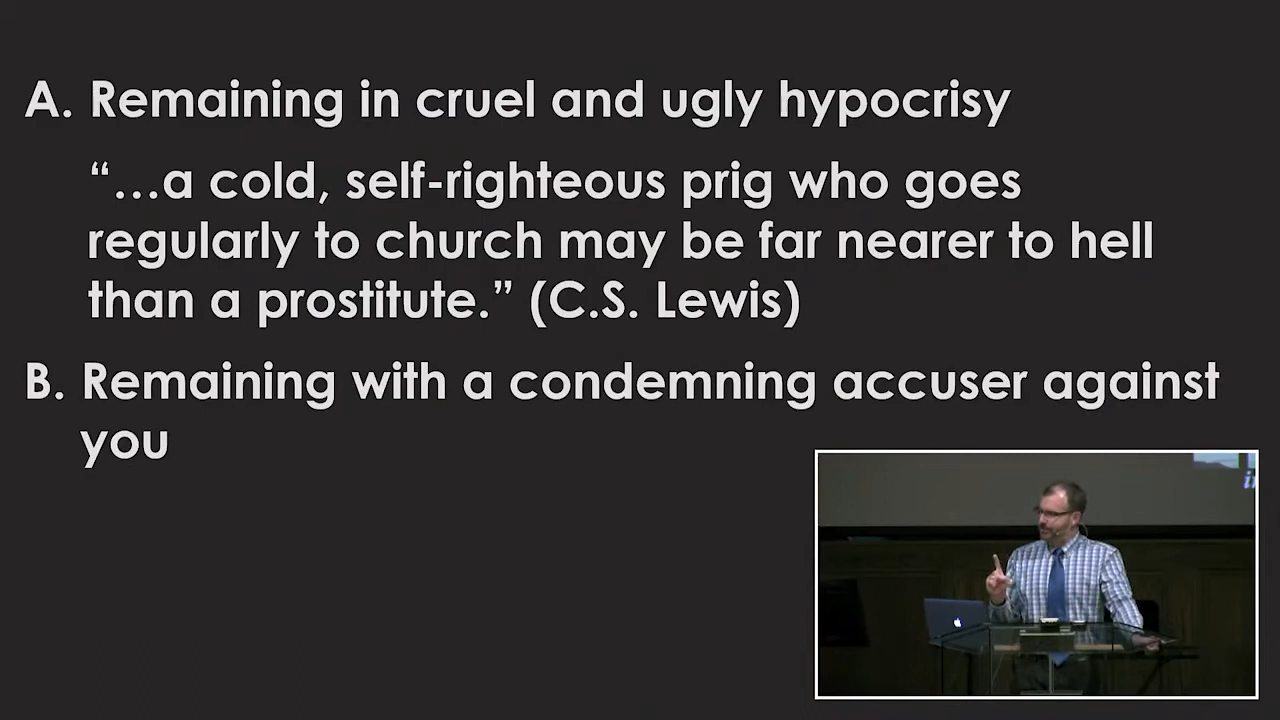 A. Remaining in cruel and ugly hypocrisy
“…a cold, self-righteous prig who goes
regularly to church may be far nearer to hell
than a prostitute.” (C.S. Lewis)
B. Remaining with a condemning accuser against
you